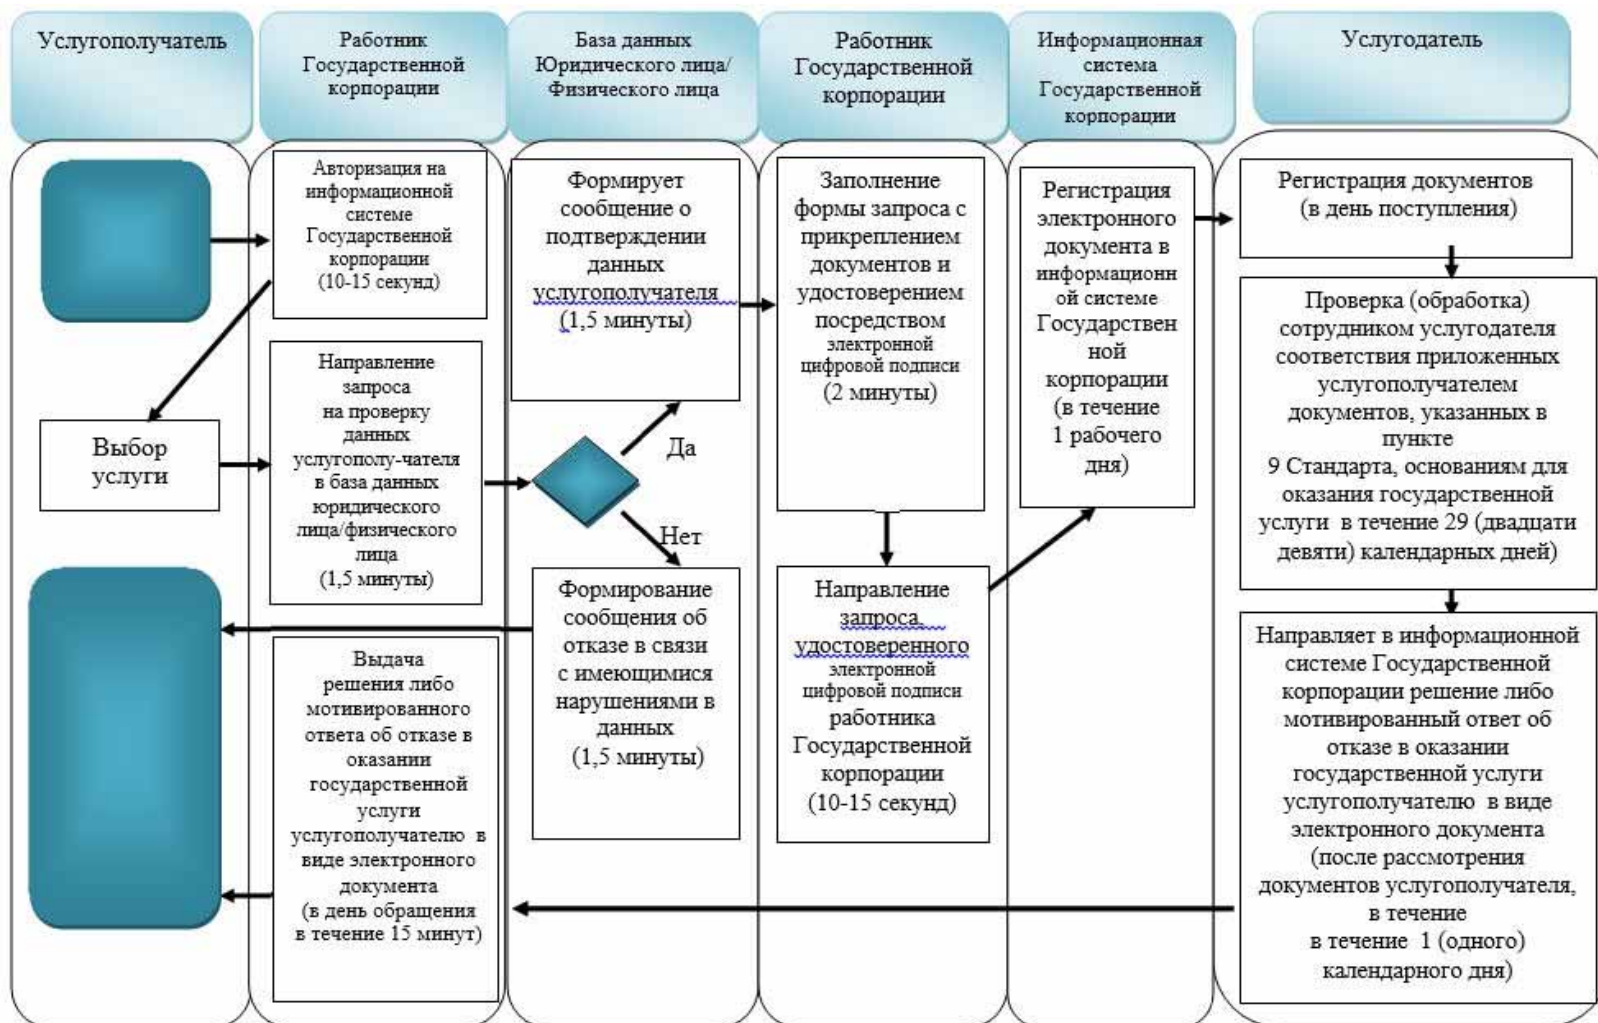 Услугополучатель
Работник
Государственной
корпорации
База данных
Юридического лица/
Физического лица
Работник
Государственной
корпорации
Информационная
система
Государственной
корпорации
Услугодатель
Авторизация на
информационной
системе
Государственной
корпорации
(10-15 секунд)
Выбор
услуги
Направление
запроса
на проверку
данных
услугополу-чателя
в база данных
юридического
лица/физического
лица
(1,5 минуты)
Формирует
сообщение о
подтверждении
данных
услугополучателя
(1,5 минуты)
Да
Нет
Формирование
сообщения об
отказе в связи
с имеющимися
нарушениями в
данных
(1,5 минуты)
Заполнение
формы запроса с
прикреплением
документов и
удостоверением
посредством
электронной
цифровой подписи
(2 минуты)
Направление
запроса,
удостоверенного
электронной
цифровой подписи
работника
Государственной
корпорации
(10-15 секунд)
Регистрация
электронного
документа в
информационн
ой системе
Государствен
ной
корпорации
(в течение
1 рабочего
дня)
Регистрация документов
(в день поступления)
Проверка (обработка)
сотрудником услугодателя
соответствия приложенных
услугополучателем
документов, указанных в
пункте
9 Стандарта, основаниям для
оказания государственной
услуги в течение 29 (двадцати
девяти) календарных дней)
Направляет в информационной
системе Государственной
корпорации решение либо
мотивированный ответ об
отказе в оказании
государственной услуги
услугополучателю в виде
электронного документа
(после рассмотрения
документов услугополучателя,
в течение
в течение 1 (одного)
календарного дня)
Выдача
решения либо
мотивированного
ответа об отказе в
оказании
государственной
услуги
услугополучателю в
виде электронного
документа
(в день обращения
в течение 15 минут)